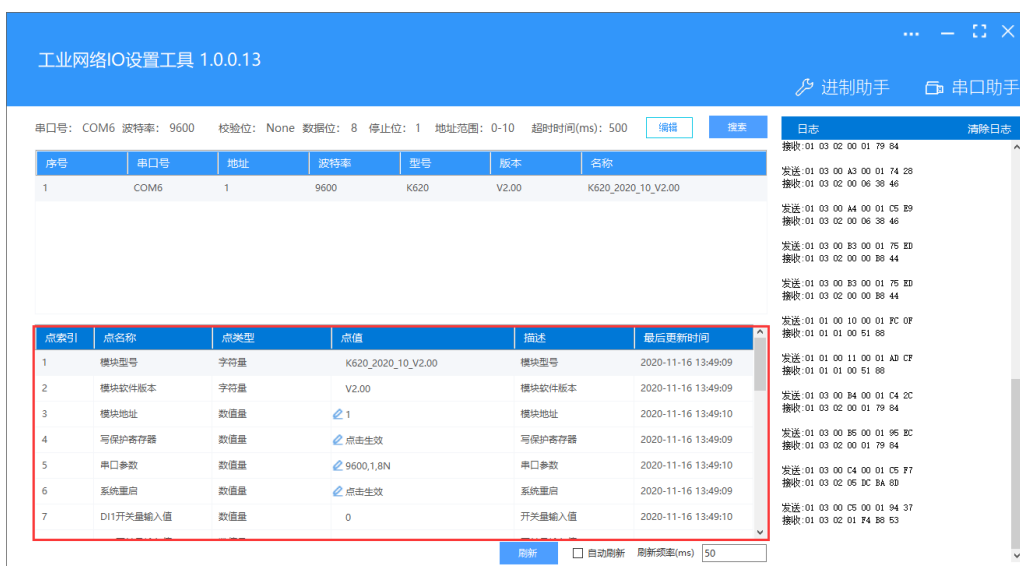 工业网络IO设置工具 1.0.0.13
进制助手 串口助手
串口号： COM6 波特率： 9600 校验位： None 数据位： 8 停止位： 1 地址范围： 0-10 超时时间(ms)： 500 编辑 搜索
序号 串口号 地址 波特率 型号 版本 名称
1 COM6 1 9600 K620 V2.00 K620_2020_10_V2.00
点索引 点名称 点类型 点值 描述 最后更新时间
1 模块型号 字符量 K620_2020_10_V2.00 模块型号 2020-11-16 13:49:09
2 模块软件版本 字符量 V2.00 模块软件版本 2020-11-16 13:49:09
3 模块地址 数值量 1 模块地址 2020-11-16 13:49:10
4 写保护寄存器 数值量 点击生效 写保护寄存器 2020-11-16 13:49:09
5 串口参数 数值量 9600,1,8N 串口参数 2020-11-16 13:49:10
6 系统重启 数值量 点击生效 系统重启 2020-11-16 13:49:09
7 DI1开关量输入值 数值量 0 开关量输入值 2020-11-16 13:49:10
刷新 自动刷新 刷新频率(ms) 50
日志 清除日志
接收:01 03 02 00 01 79 84
发送:01 03 00 A3 00 01 74 28
接收:01 03 02 00 06 38 46
发送:01 03 00 A4 00 01 C5 E9
接收:01 03 02 00 06 38 46
发送:01 03 00 B3 00 01 75 ED
接收:01 03 02 00 00 B8 44
发送:01 03 00 B3 00 01 75 ED
接收:01 03 02 00 00 B8 44
发送:01 01 00 10 00 01 FC 0F
接收:01 01 01 00 51 88
发送:01 01 00 11 00 01 AD CF
接收:01 01 01 00 51 88
发送:01 03 00 B4 00 01 C4 2C
接收:01 03 02 00 01 79 84
发送:01 03 00 B5 00 01 95 EC
接收:01 03 02 00 01 79 84
发送:01 03 00 C4 00 01 C5 F7
接收:01 03 02 05 DC BA 8D
发送:01 03 00 C5 00 01 94 37
接收:01 03 02 01 F4 B8 53